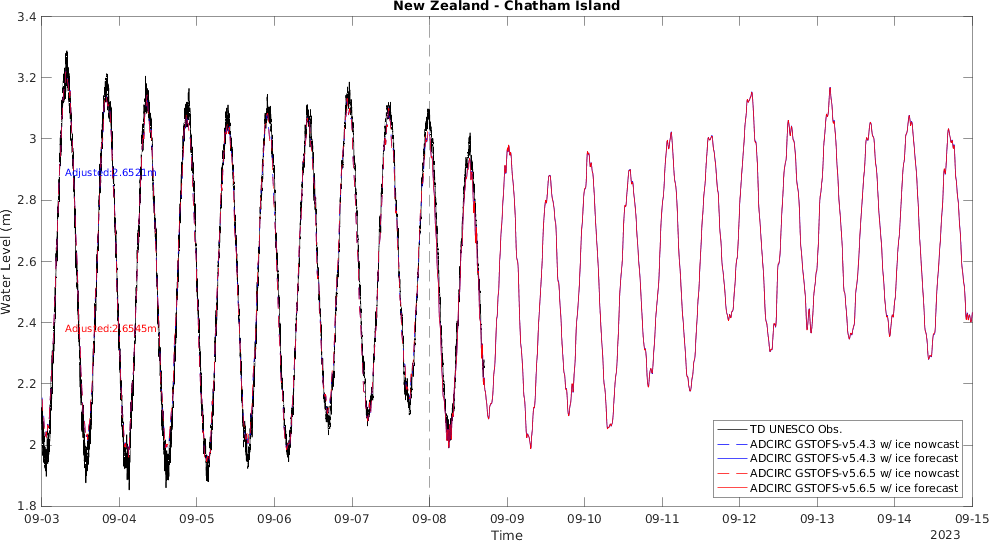 New Zealand - Chatham Island
3.4
3.2
3
2.8
2.6
2.4
2.2
2
1.8
Water Level (m)
Adjusted:2.6521m
Adjusted:2.6545m
TD UNESCO Obs.
ADCIRC GSTOFS-v5.4.3 w/ ice nowcast
ADCIRC GSTOFS-v5.4.3 w/ ice forecast
ADCIRC GSTOFS-v5.6.5 w/ ice nowcast
ADCIRC GSTOFS-v5.6.5 w/ ice forecast
09-03 09-04 09-05 09-06 09-07 09-08 09-09 09-10 09-11 09-12 09-13 09-14 09-15
Time
2023